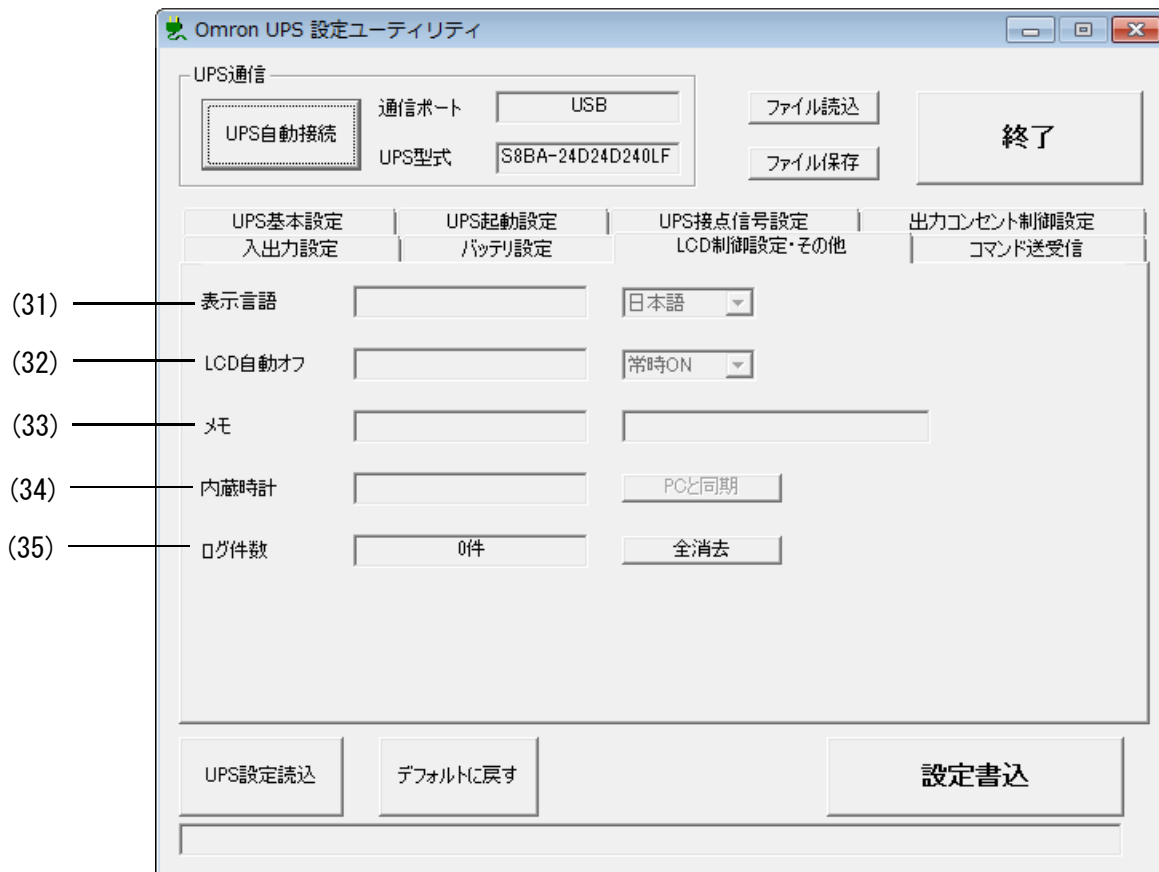 Omron UPS 設定ユーティリティ
UPS通信
UPS自動接続
通信ポート
USB
UPS型式
S8BA-24D24D240LF
ファイル読込
ファイル保存
終了
UPS基本設定 UPS起動設定 UPS接点信号設定 出力コンセント制御設定
入出力設定 バッテリ設定 LCD制御設定・その他 コマンド送受信
(31) 表示言語 日本語
(32) LCD自動オフ 常時ON
(33) メモ
(34) 内蔵時計 PCと同期
(35) ログ件数 0件 全消去
UPS設定読込 デフォルトに戻す 設定書込